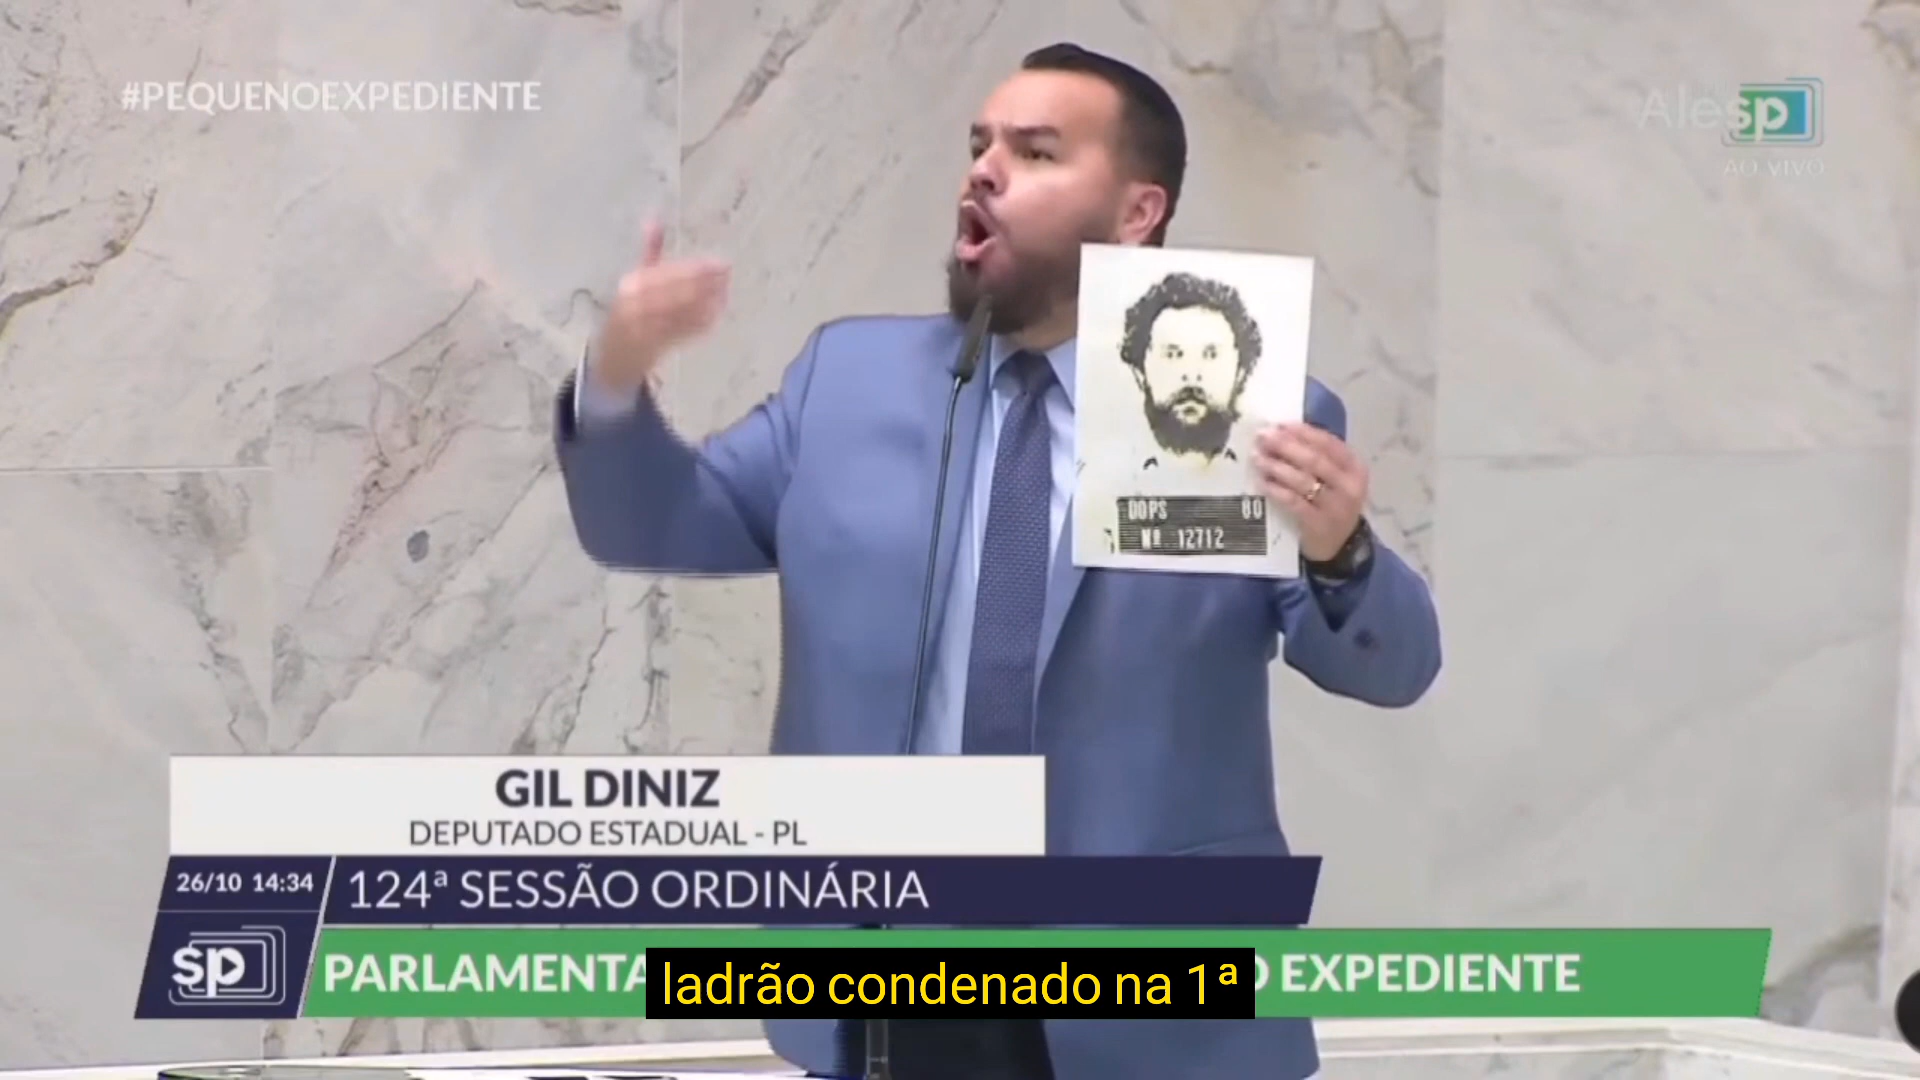 #PEQUENOEXPEDIENTE
Alesp
AO VIVO
DOPS 80
Nº 12712
GIL DINIZ
DEPUTADO ESTADUAL - PL
26/10 14:34
124ª SESSÃO ORDINÁRIA
sp
PARLAMENTA
O EXPEDIENTE
ladrão condenado na 1ª